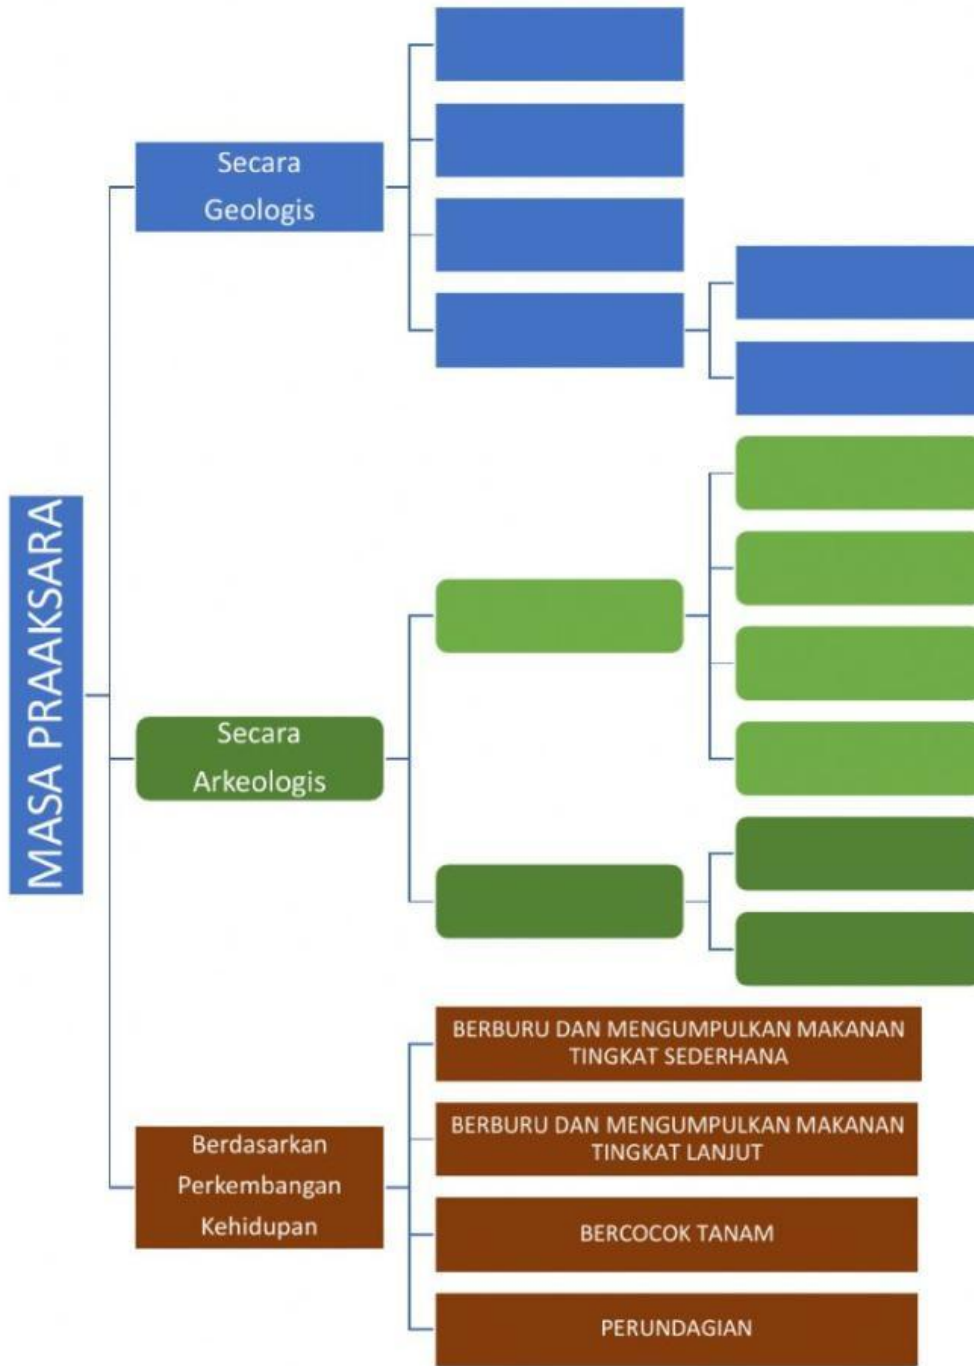 MASA PRAAKSARA
Secara
Geologis
Secara
Arkeologis
Berdasarkan
Perkembangan
Kehidupan
BERBURU DAN MENGUMPULKAN MAKANAN
TINGKAT SEDERHANA
BERBURU DAN MENGUMPULKAN MAKANAN
TINGKAT LANJUT
BERCOCOK TANAM
PERUNDAGIAN